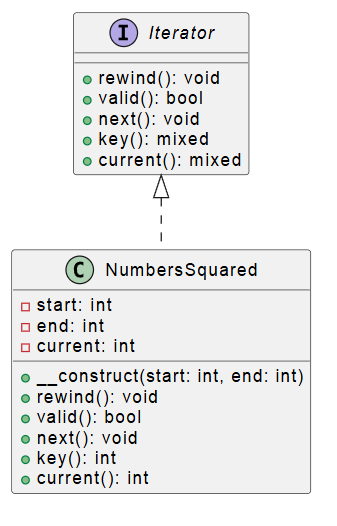 I Iterator
rewind(): void
valid(): bool
next(): void
key(): mixed
current(): mixed
C NumbersSquared
start: int
end: int
current: int
__construct(start: int, end: int)
rewind(): void
valid(): bool
next(): void
key(): int
current(): int